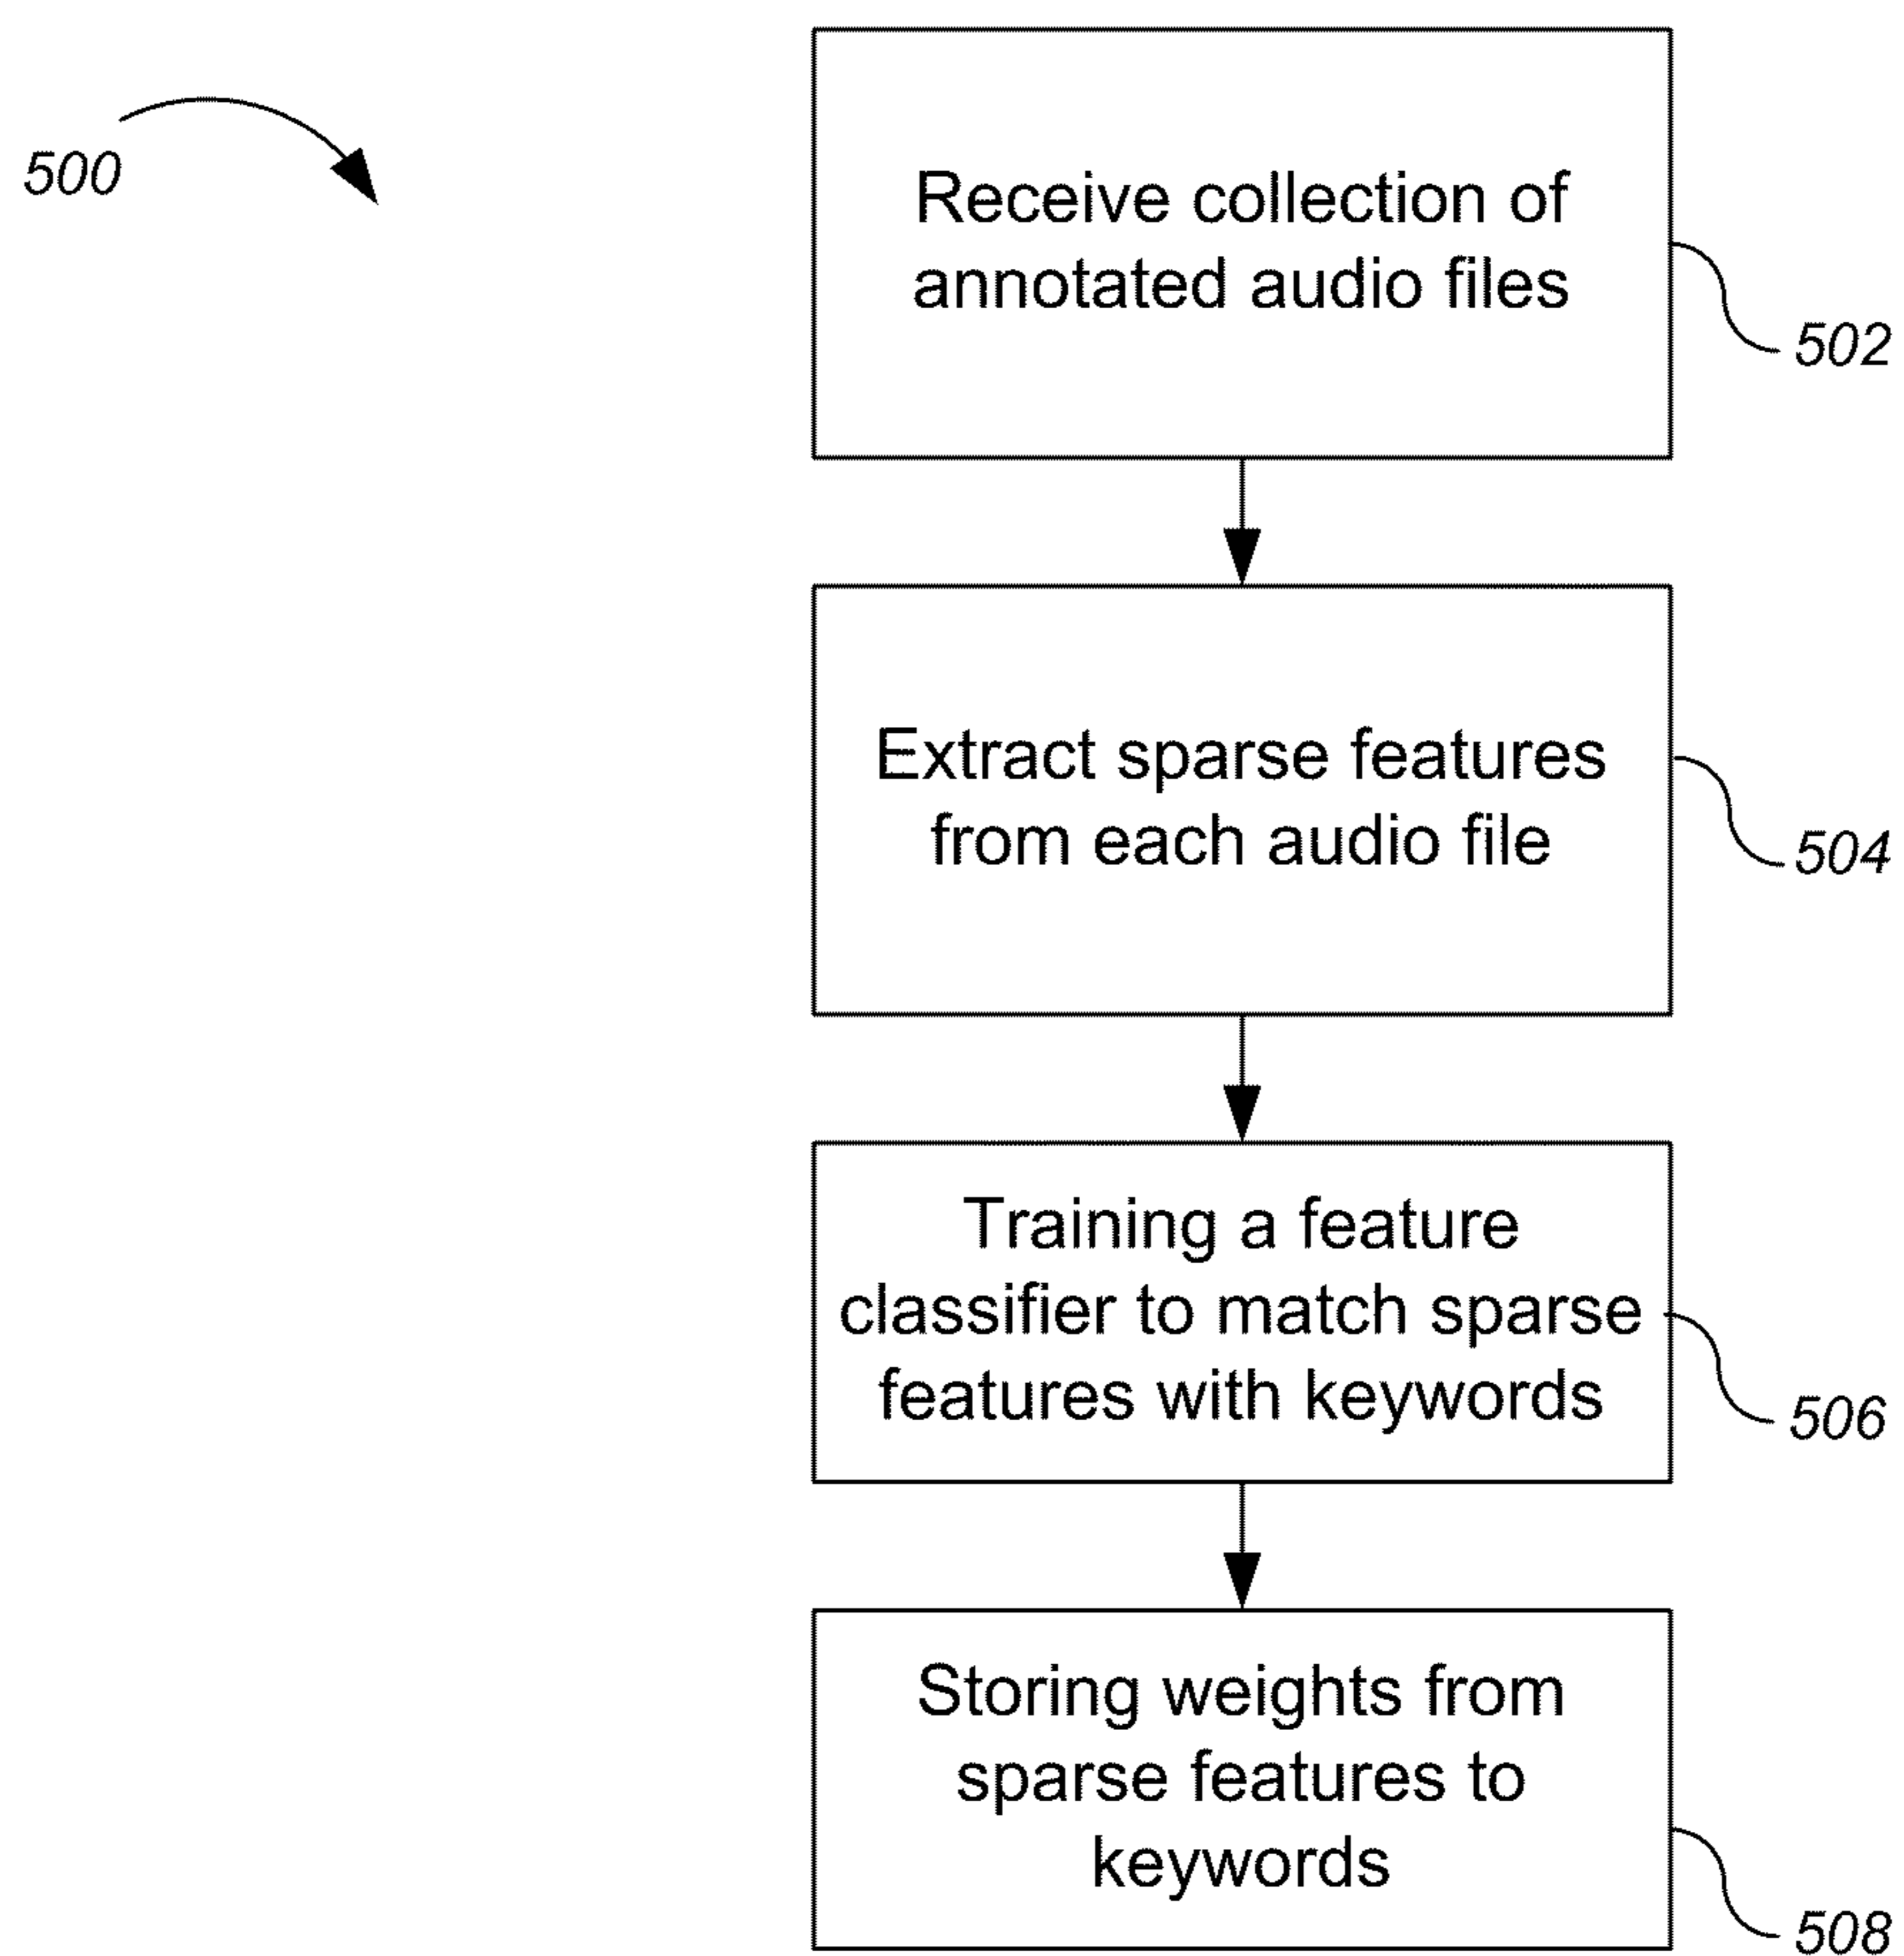 500
Receive collection of
annotated audio files
502
Extract sparse features
from each audio file
504
Training a feature
classifier to match sparse
features with keywords
506
Storing weights from
sparse features to
keywords
508